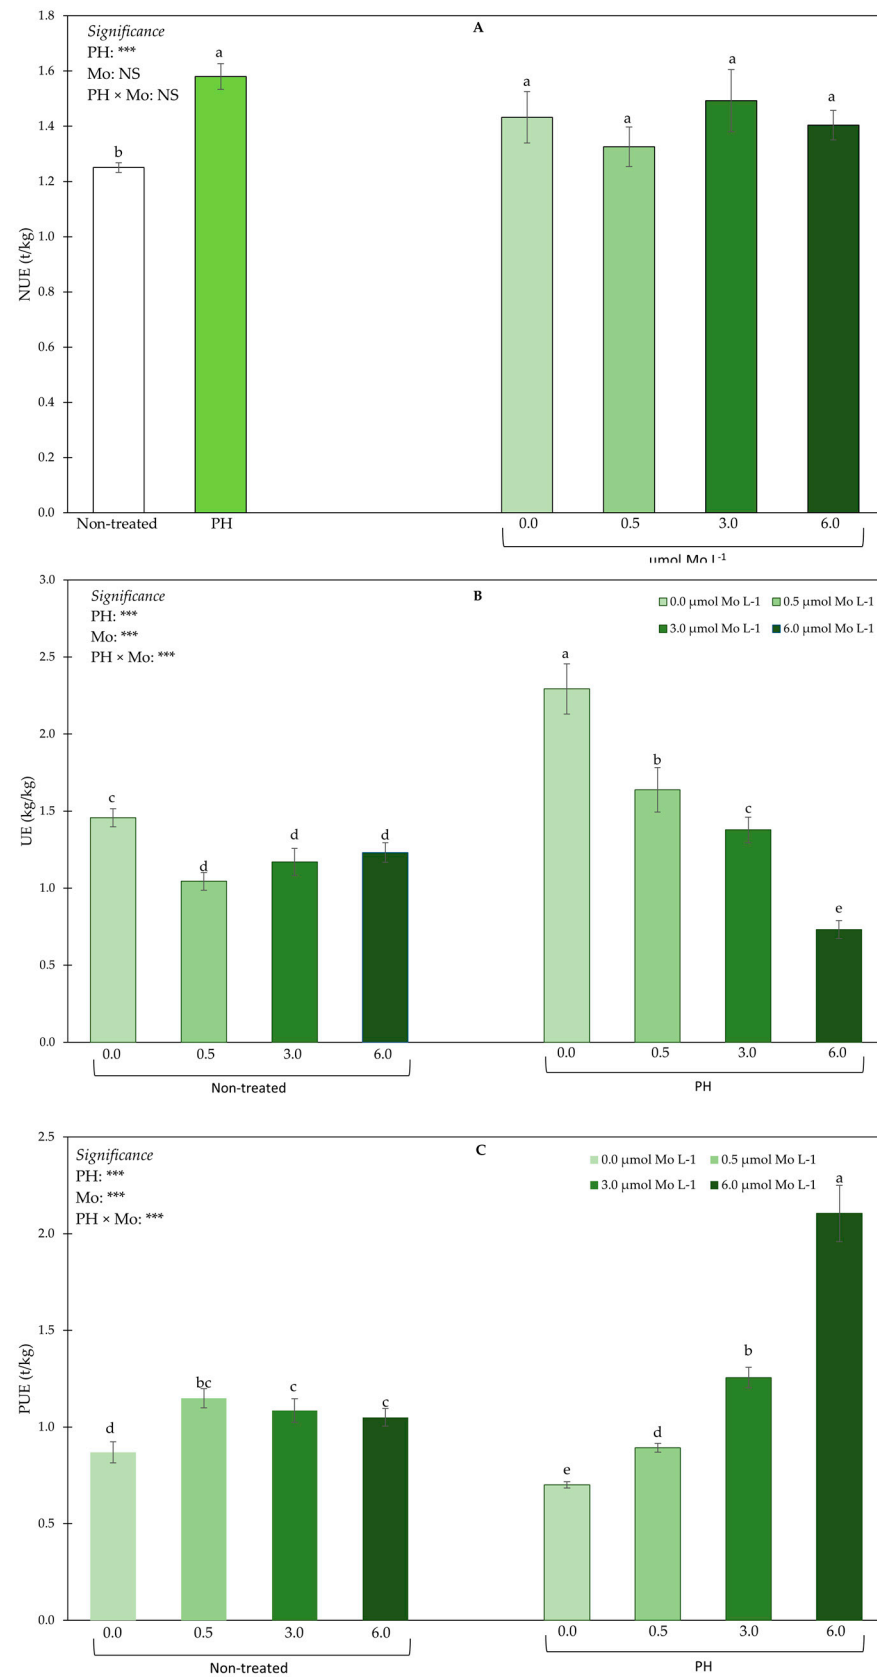 A
Significance
PH: ***
Mo: NS
PH × Mo: NS
1.8
1.6
1.4
1.2
1.0
0.8
0.6
0.4
0.2
0.0
NUE (t/kg)
b
a
a
a
a
a
Non-treated PH 0.0 0.5 3.0 6.0
µmol Mo L-1
B
Significance
PH: ***
Mo: ***
PH × Mo: ***
0.0 µmol Mo L-1 0.5 µmol Mo L-1
3.0 µmol Mo L-1 6.0 µmol Mo L-1
3.0
2.5
2.0
1.5
1.0
0.5
0.0
UE (kg/kg)
c
d
d
d
a
b
c
e
0.0 0.5 3.0 6.0 0.0 0.5 3.0 6.0
Non-treated PH
C
Significance
PH: ***
Mo: ***
PH × Mo: ***
0.0 µmol Mo L-1 0.5 µmol Mo L-1
3.0 µmol Mo L-1 6.0 µmol Mo L-1
2.5
2.0
1.5
1.0
0.5
0.0
PUE (t/kg)
d
bc
c
c
e
d
b
a
0.0 0.5 3.0 6.0 0.0 0.5 3.0 6.0
Non-treated PH